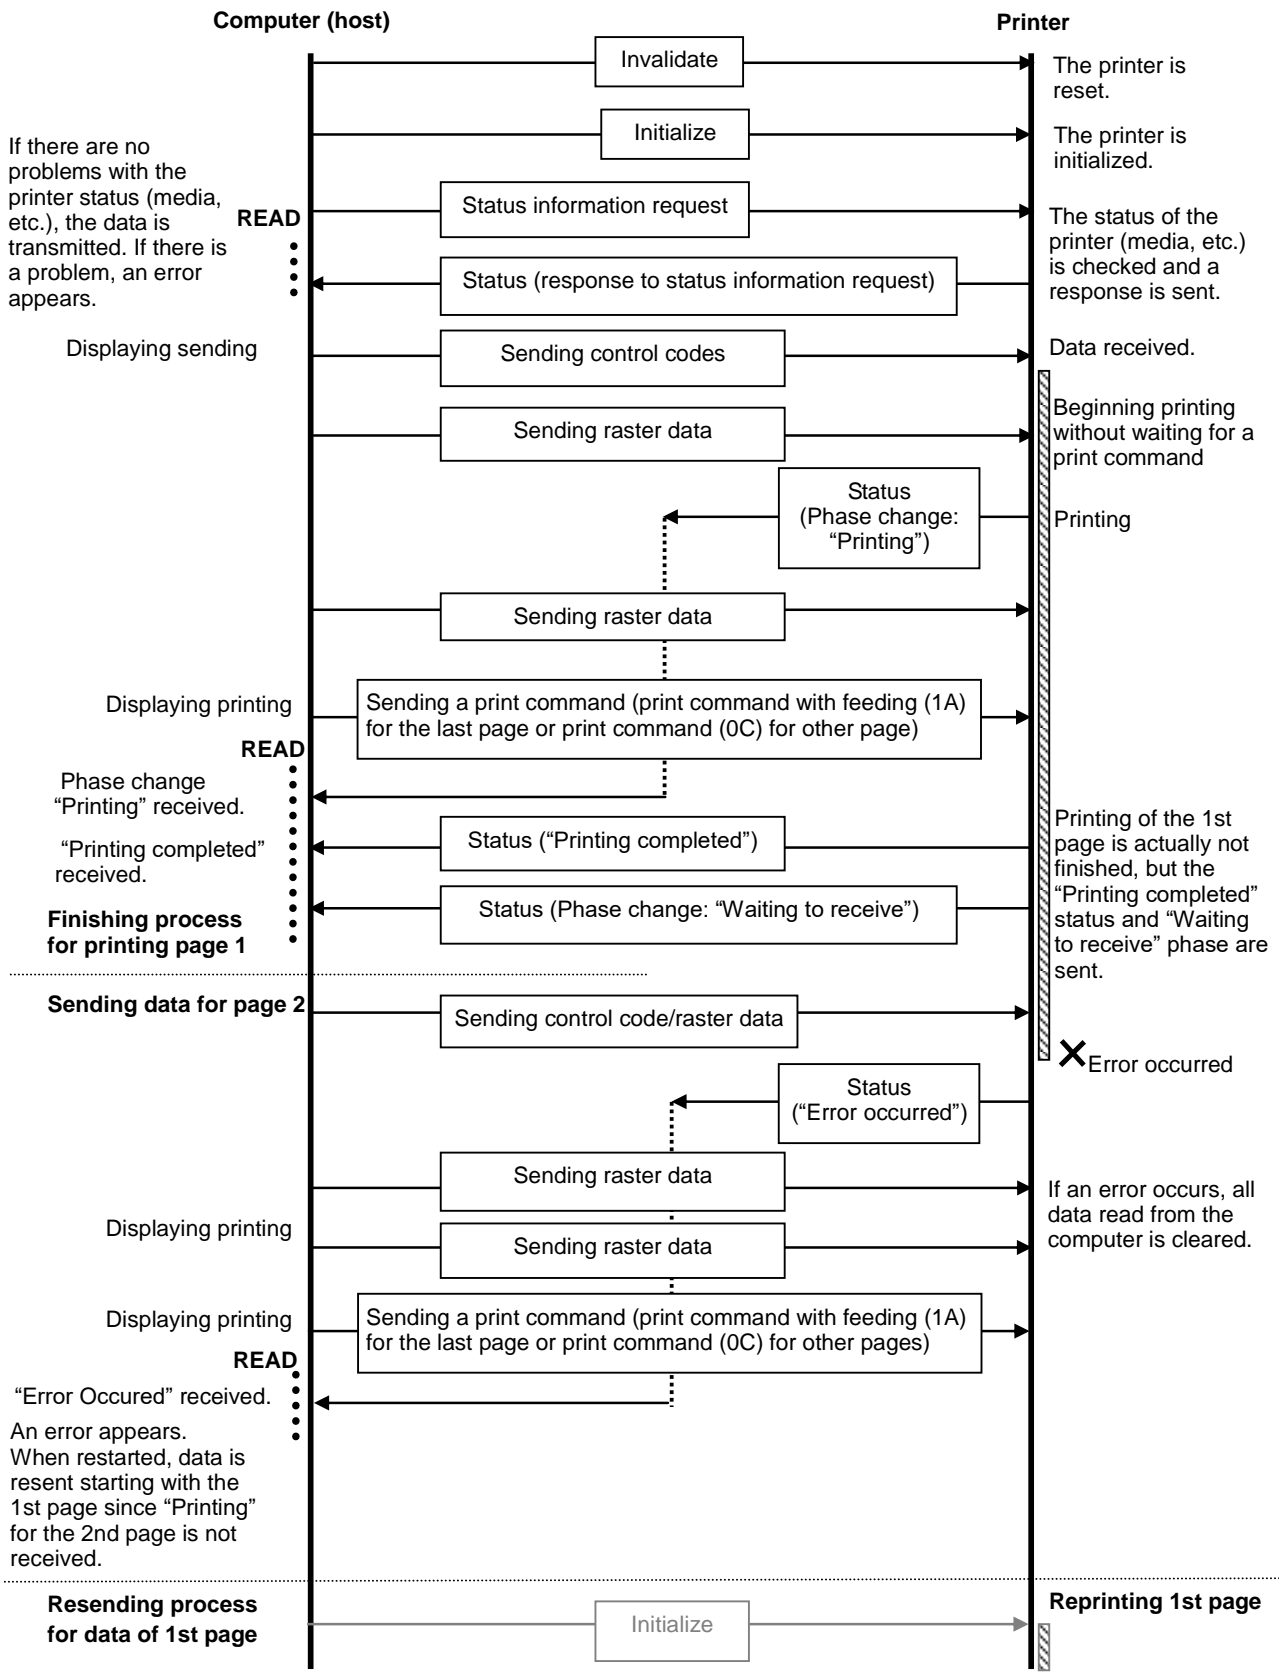 Computer (host)
Printer
Invalidate
The printer is
reset.
Initialize
The printer is
initialized.
If there are no
problems with the
printer status (media,
etc.), the data is
transmitted. If there is
a problem, an error
appears.
READ
Status information request
The status of the
printer (media, etc.)
is checked and a
response is sent.
Status (response to status information request)
Displaying sending
Sending control codes
Data received.
Sending raster data
Beginning printing
without waiting for a
print command
Status
(Phase change:
“Printing”)
Printing
Sending raster data
Displaying printing
Sending a print command (print command with feeding (1A)
for the last page or print command (0C) for other page)
READ
Phase change
“Printing” received.
Status (“Printing completed”)
“Printing completed”
received.
Printing of the 1st
page is actually not
finished, but the
“Printing completed”
status and “Waiting
to receive” phase are
sent.
Status (Phase change: “Waiting to receive”)
Finishing process
for printing page 1
Sending data for page 2
Sending control code/raster data
Error occurred
Status
(“Error occurred”)
Sending raster data
If an error occurs, all
data read from the
computer is cleared.
Displaying printing
Sending raster data
Displaying printing
Sending a print command (print command with feeding (1A)
for the last page or print command (0C) for other pages)
READ
“Error Occured” received.
An error appears.
When restarted, data is
resent starting with the
1st page since “Printing”
for the 2nd page is not
received.
Resending process
for data of 1st page
Initialize
Reprinting 1st page